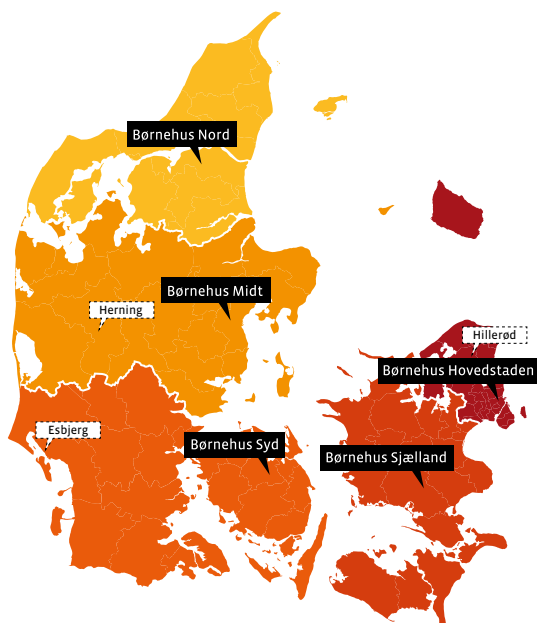 Børnehus Nord
Børnehus Midt
Herning
Hillerød
Børnehus Hovedstaden
Esbjerg
Børnehus Syd
Børnehus Sjælland